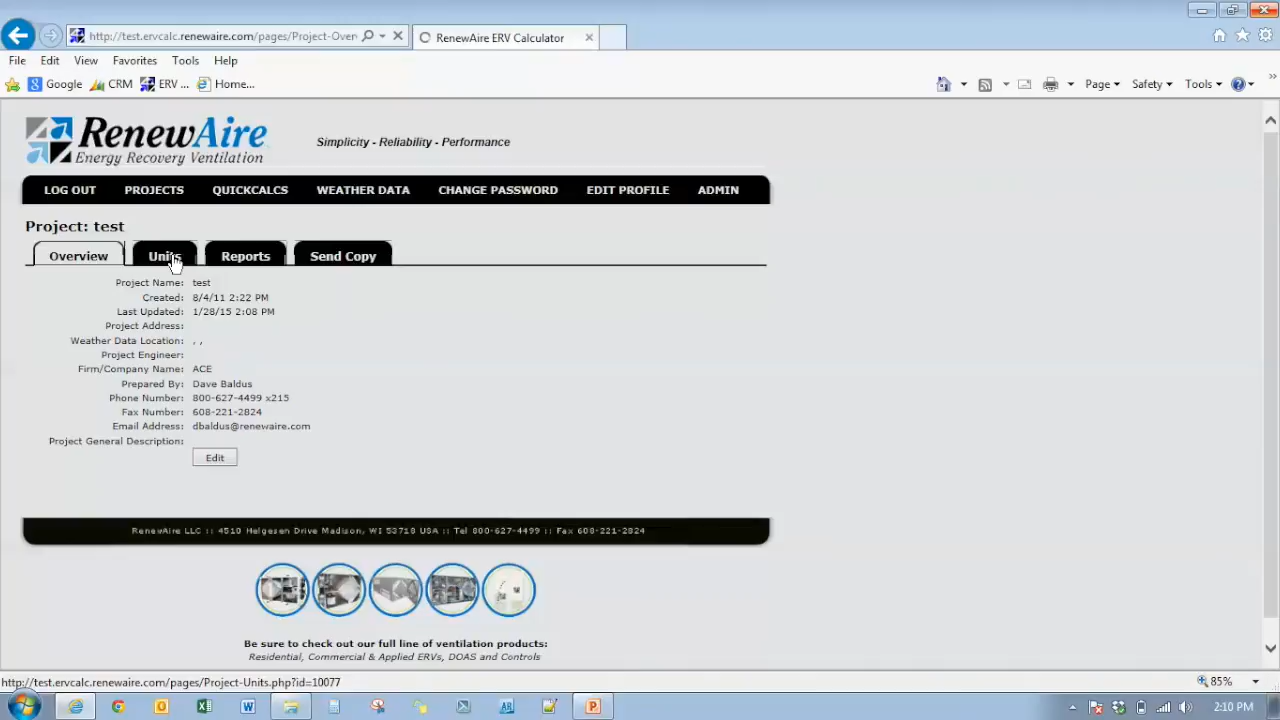 http://test.ervcalc.renewaire.com/pages/Project-Over
RenewAire ERV Calculator
File Edit View Favorites Tools Help
Google CRM ERV ... Home...
Page Safety Tools
RenewAire
Energy Recovery Ventilation
Simplicity - Reliability - Performance
LOG OUT PROJECTS QUICKCALCS WEATHER DATA CHANGE PASSWORD EDIT PROFILE ADMIN
Project: test
Overview Units Reports Send Copy
Project Name: test
Created: 8/4/11 2:22 PM
Last Updated: 1/28/15 2:08 PM
Project Address:
Weather Data Location: , ,
Project Engineer:
Firm/Company Name: ACE
Prepared By: Dave Baldus
Phone Number: 800-627-4499 x215
Fax Number: 608-221-2824
Email Address: dbaldus@renewaire.com
Project General Description:
Edit
RenewAire LLC :: 4510 Helgesen Drive Madison, WI 53718 USA :: Tel 800-627-4499 :: Fax 608-221-2824
Be sure to check out our full line of ventilation products:
Residential, Commercial & Applied ERVs, DOAS and Controls
http://test.ervcalc.renewaire.com/pages/Project-Units.php?id=10077
85%
2:10 PM